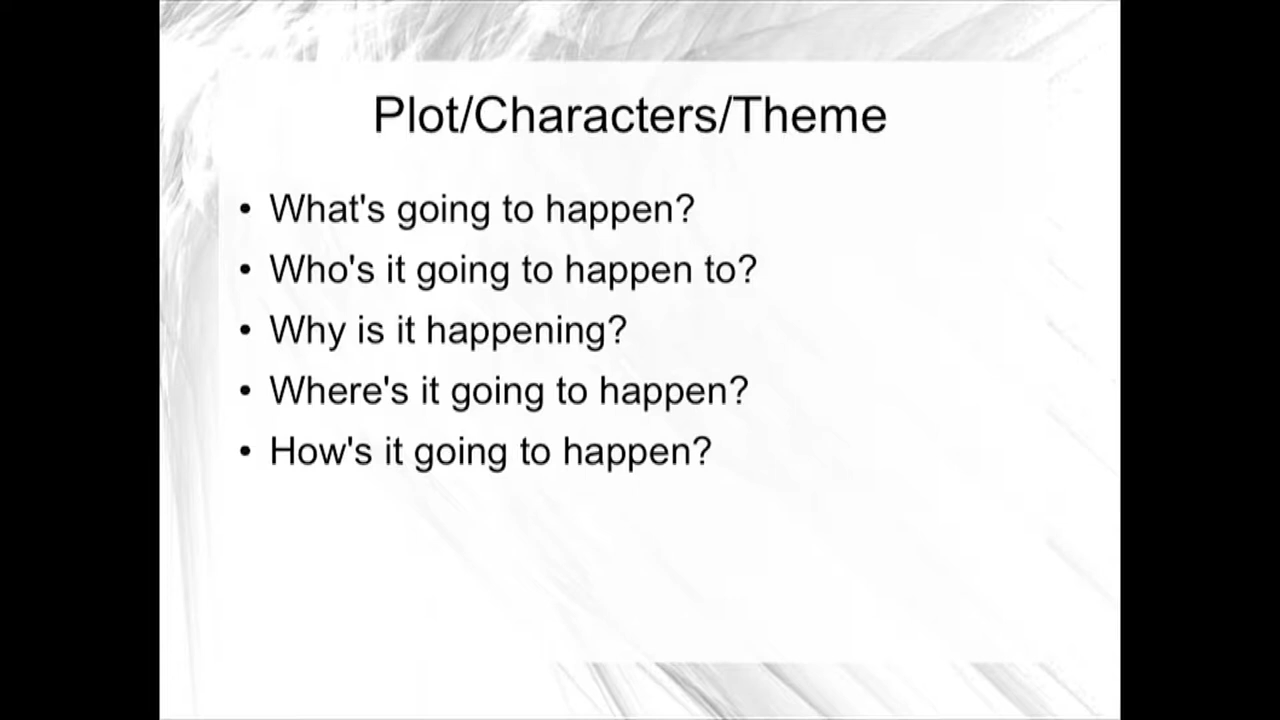 Plot/Characters/Theme
• What's going to happen?
• Who's it going to happen to?
• Why is it happening?
• Where's it going to happen?
• How's it going to happen?